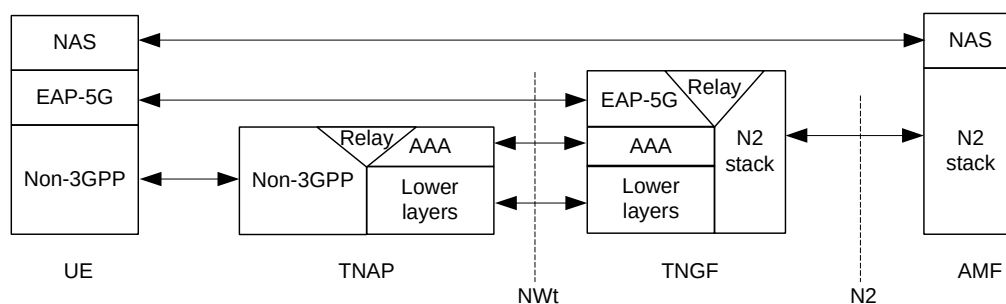 NAS
NAS
EAP-5G
EAP-5G
Relay
Relay
AAA
AAA
N2
stack
N2
stack
Non-3GPP
Non-3GPP
Lower
layers
Lower
layers
UE
TNAP
TNGF
AMF
NWt
N2